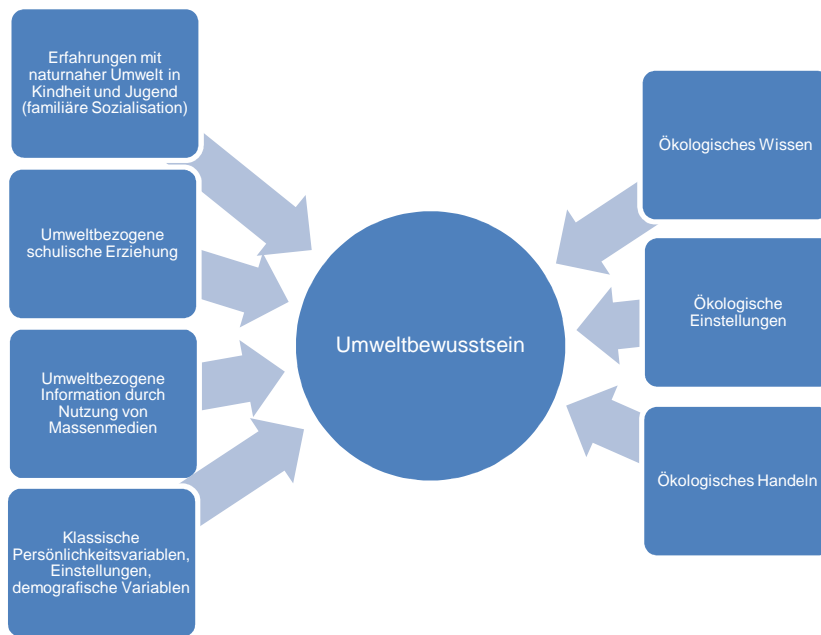 Erfahrungen mit
naturnaher Umwelt in
Kindheit und Jugend
(familiäre Sozialisation)
Umweltbezogene
schulische Erziehung
Umweltbezogene
Information durch
Nutzung von
Massenmedien
Klassische
Persönlichkeitsvariablen,
Einstellungen,
demografische Variablen
Umweltbewusstsein
Ökologisches Wissen
Ökologische
Einstellungen
Ökologisches Handeln